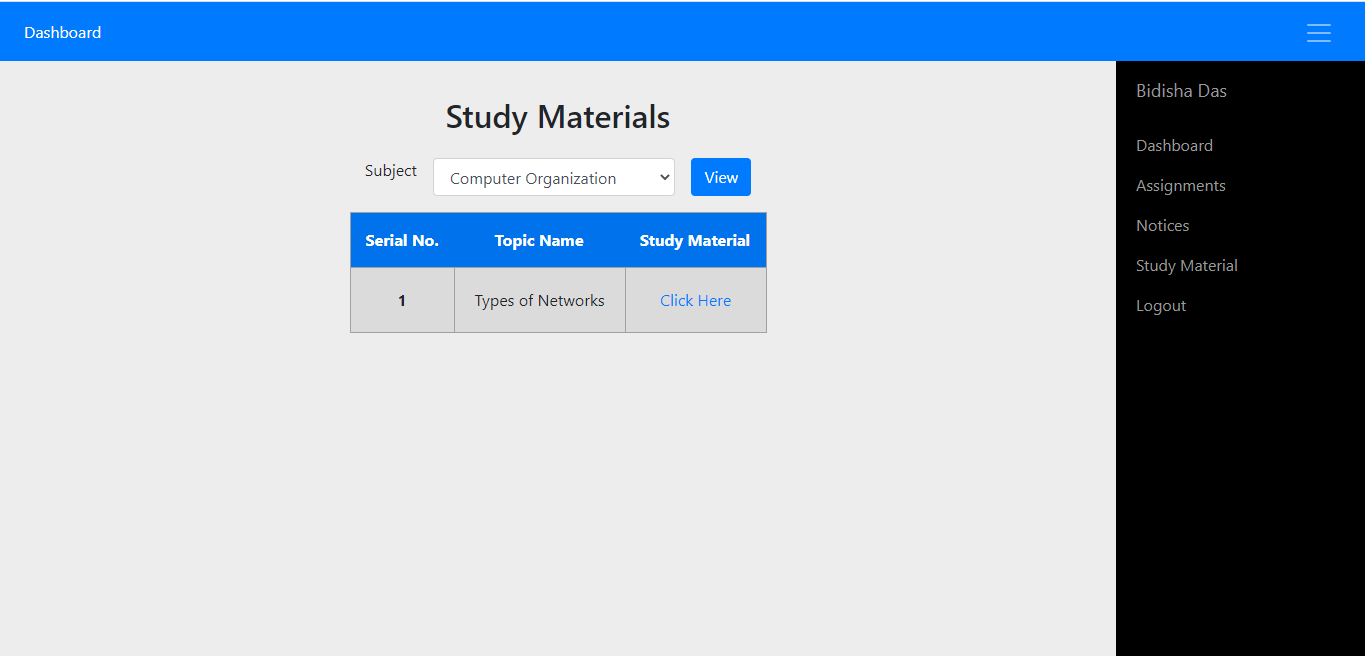 Dashboard
Study Materials
Subject Computer Organization View
Serial No. Topic Name Study Material
1 Types of Networks Click Here
Bidisha Das
Dashboard
Assignments
Notices
Study Material
Logout